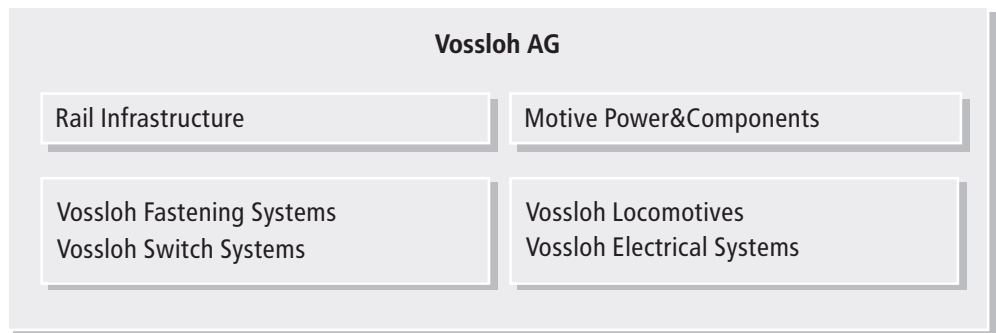 Vossloh AG
Rail Infrastructure
Motive Power&Components
Vossloh Fastening Systems
Vossloh Switch Systems
Vossloh Locomotives
Vossloh Electrical Systems